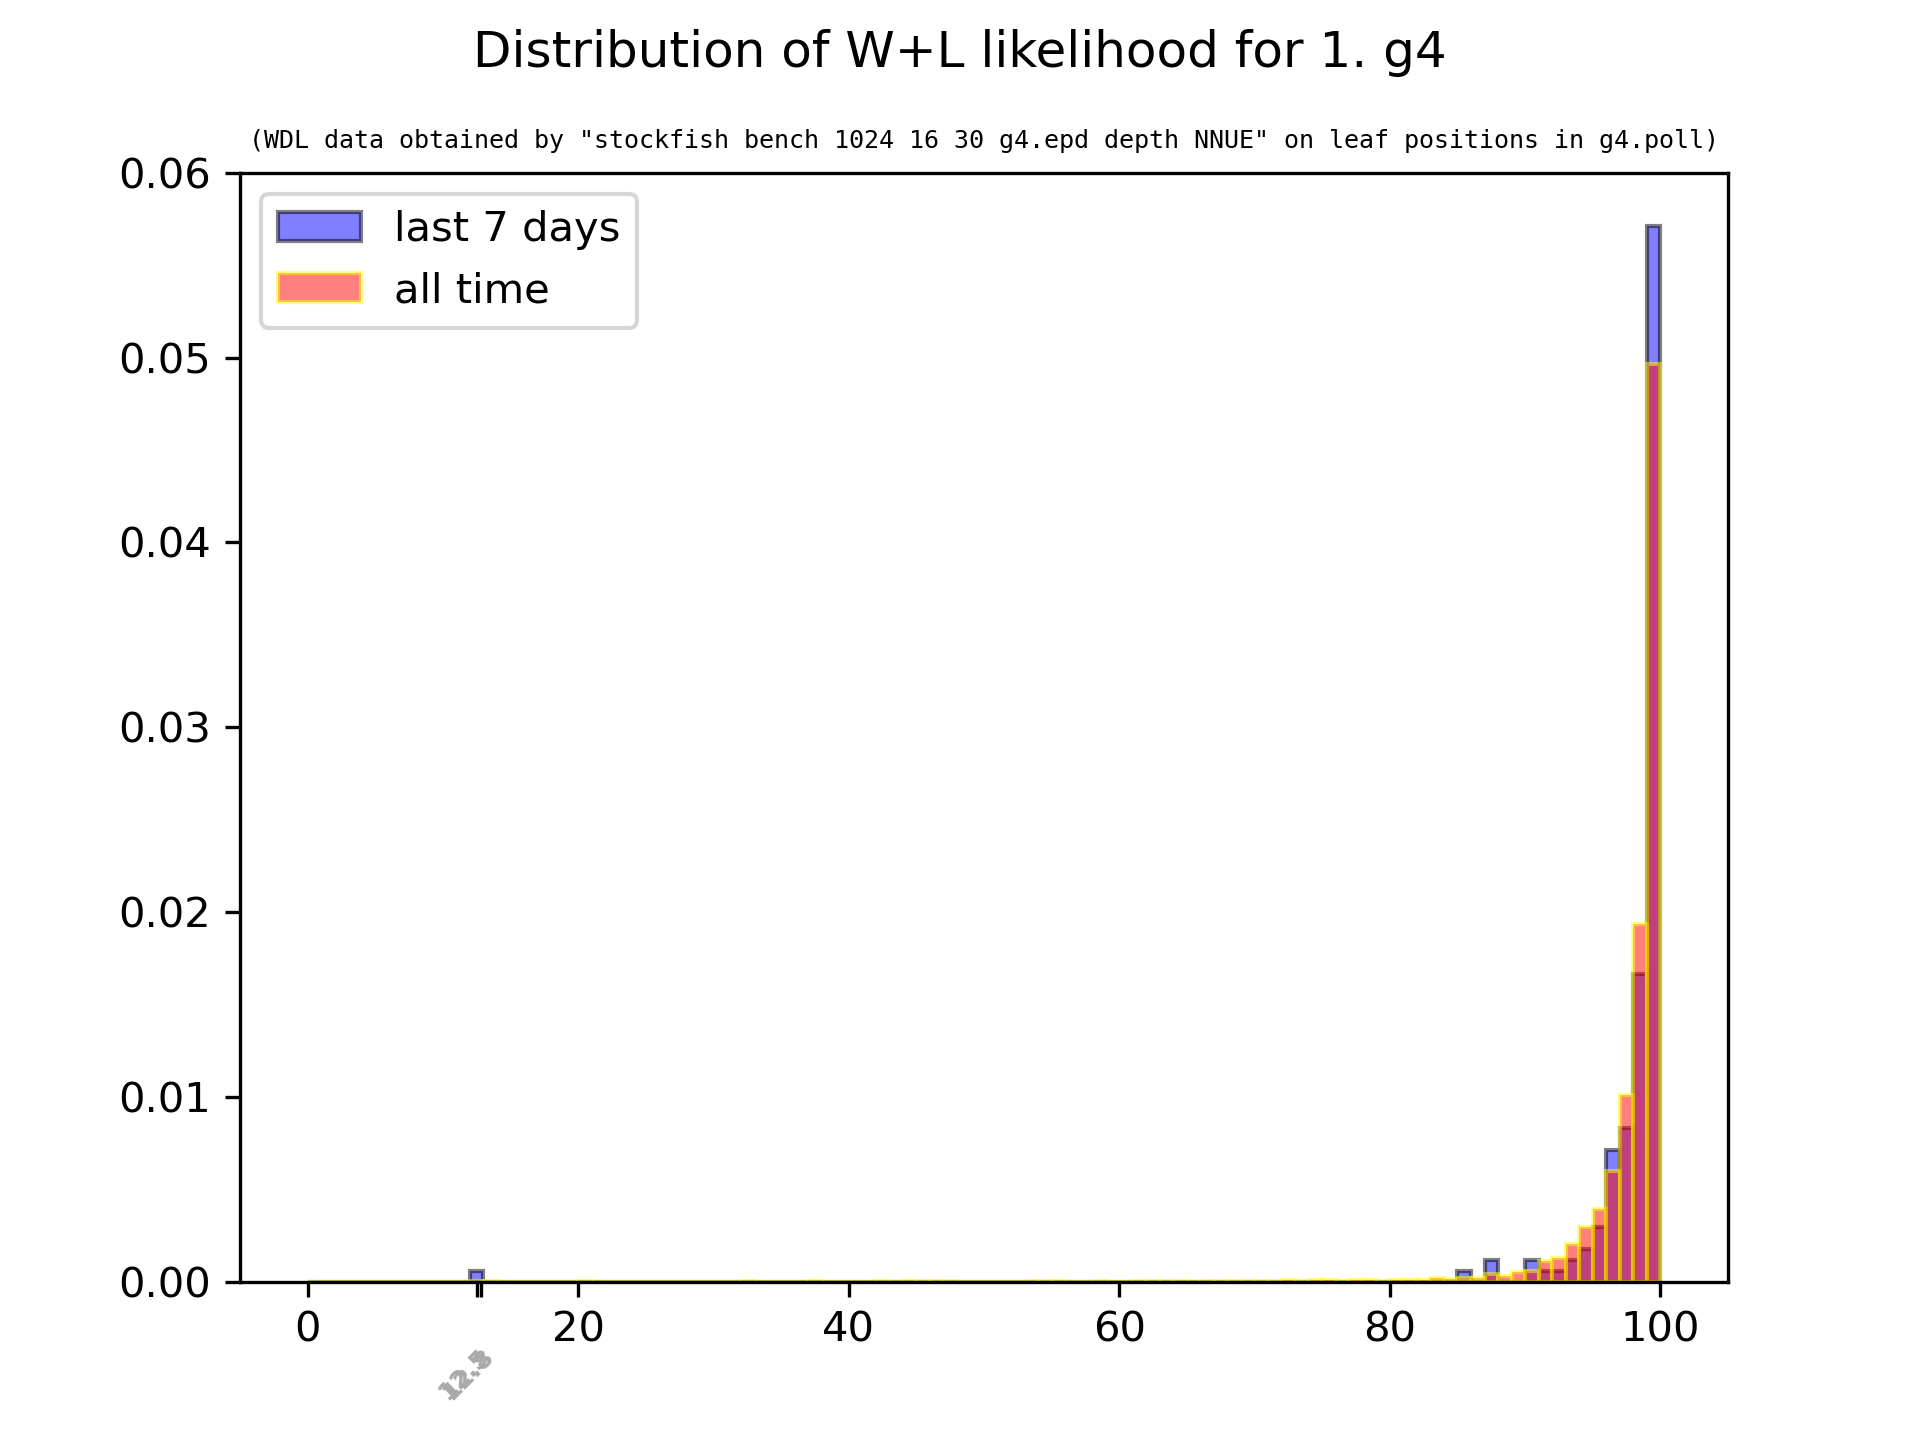 Distribution of W+L likelihood for 1. g4
(WDL data obtained by "stockfish bench 1024 16 30 g4.epd depth NNUE" on leaf positions in g4.poll)
last 7 days
all time
0.06
0.05
0.04
0.03
0.02
0.01
0.00
0 20 40 60 80 100